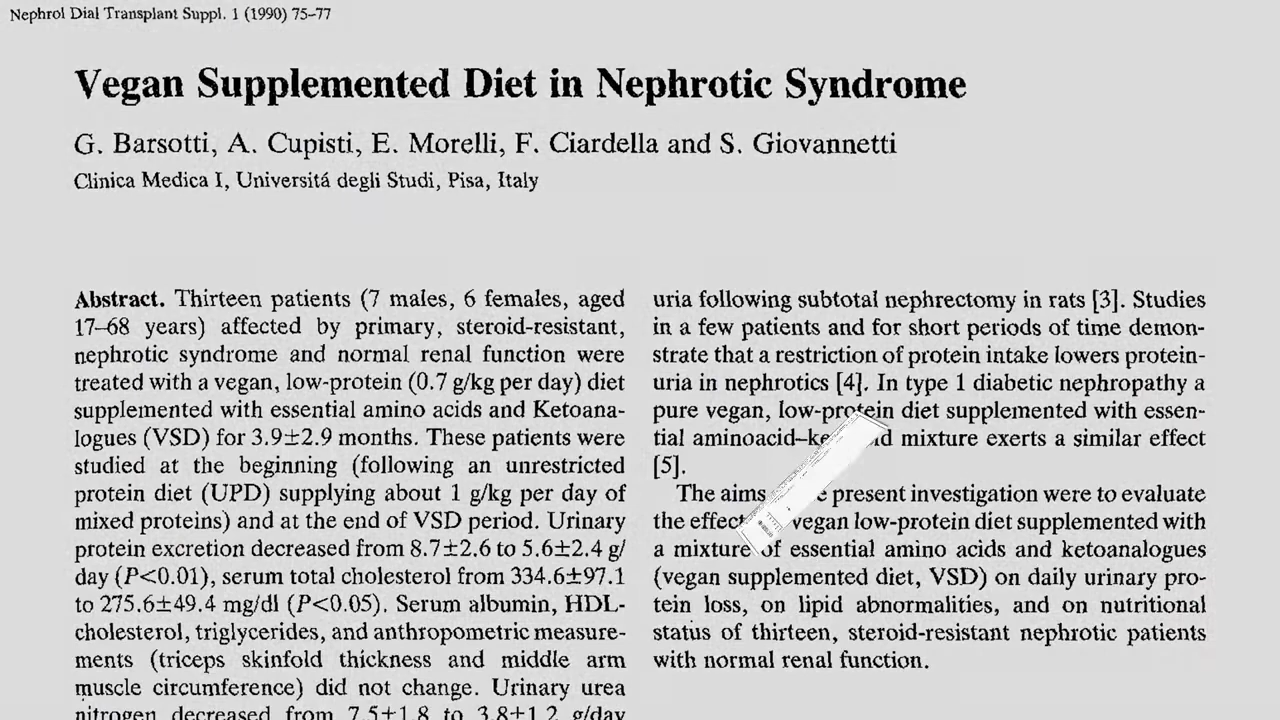 Nephrol Dial Transplant Suppl. 1 (1990) 75–77
Vegan Supplemented Diet in Nephrotic Syndrome
G. Barsotti, A. Cupisti, E. Morelli, F. Ciardella and S. Giovannetti
Clinica Medica I, Universitá degli Studi, Pisa, Italy
Abstract. Thirteen patients (7 males, 6 females, aged
17–68 years) affected by primary, steroid-resistant,
nephrotic syndrome and normal renal function were
treated with a vegan, low-protein (0.7 g/kg per day) diet
supplemented with essential amino acids and Ketoana-
logues (VSD) for 3.9±2.9 months. These patients were
studied at the beginning (following an unrestricted
protein diet (UPD) supplying about 1 g/kg per day of
mixed proteins) and at the end of VSD period. Urinary
protein excretion decreased from 8.7±2.6 to 5.6±2.4 g/
day (P<0.01), serum total cholesterol from 334.6±97.1
to 275.6±49.4 mg/dl (P<0.05). Serum albumin, HDL-
cholesterol, triglycerides, and anthropometric measure-
ments (triceps skinfold thickness and middle arm
muscle circumference) did not change. Urinary urea
nitrogen decreased from 7.5±1.8 to 3.8±1.2 g/day
uria following subtotal nephrectomy in rats [3]. Studies
in a few patients and for short periods of time demon-
strate that a restriction of protein intake lowers protein-
uria in nephrotics [4]. In type 1 diabetic nephropathy a
pure vegan, low-protein diet supplemented with essen-
tial mixture exerts a similar effect
[5].
The aims present investigation were to evaluate
the effect vegan low-protein diet supplemented with
a mixture of essential amino acids and ketoanalogues
(vegan supplemented diet, VSD) on daily urinary pro-
tein loss, on lipid abnormalities, and on nutritional
status of thirteen, steroid-resistant nephrotic patients
with normal renal function.